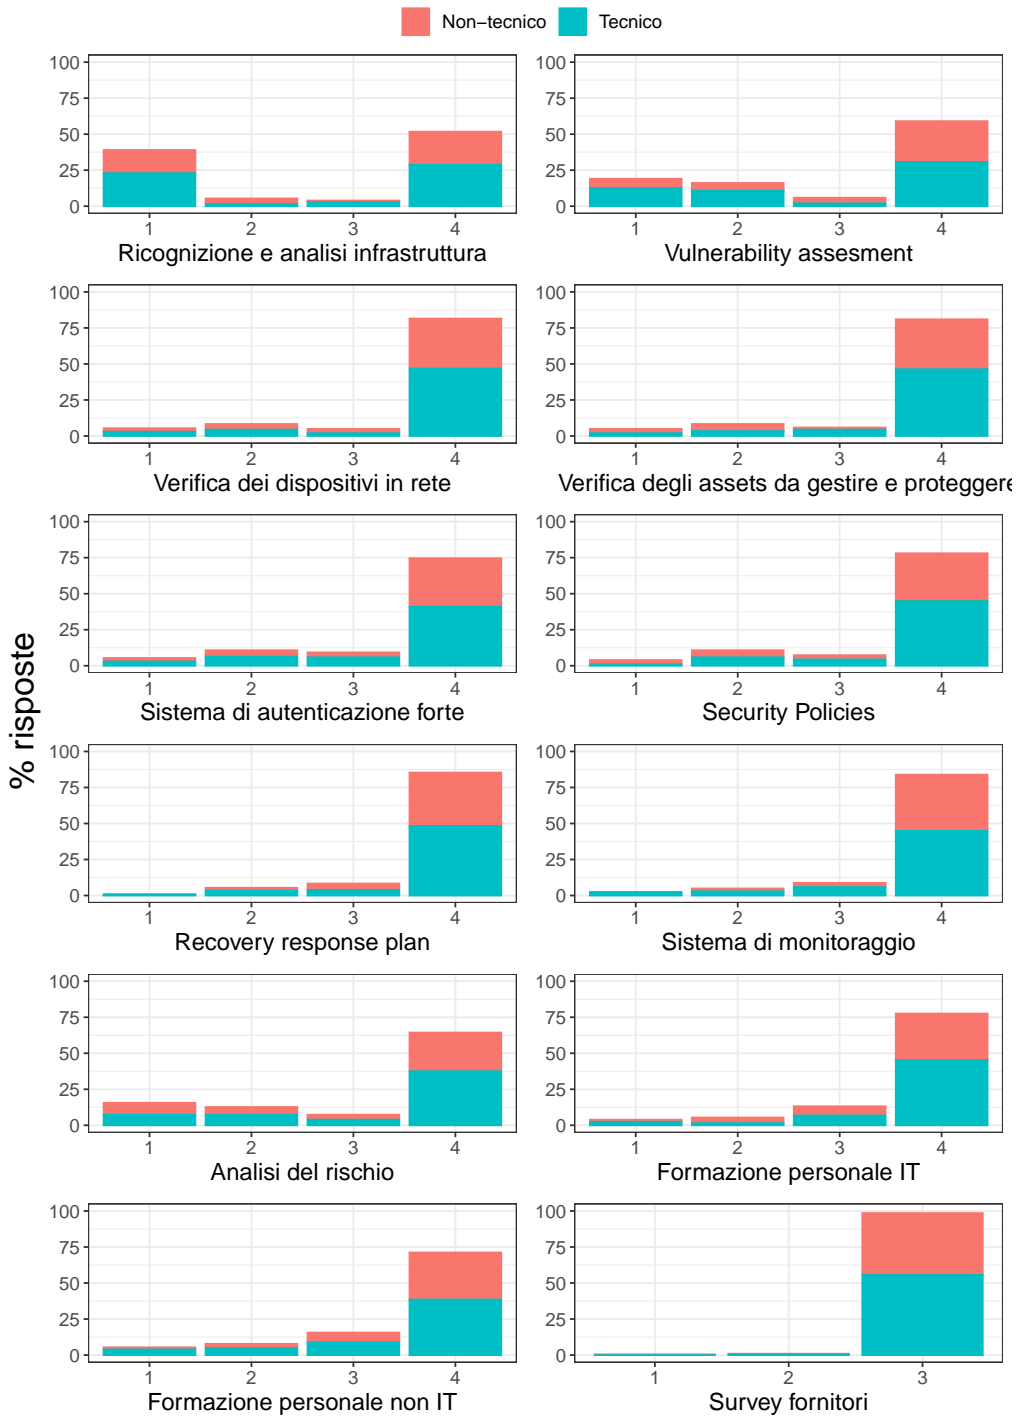 Non−tecnico Tecnico
% risposte
100 100
75 75
50 50
25 25
0 0
1 2 3 4 1 2 3 4
Ricognizione e analisi infrastruttura Vulnerability assesment
100 100
75 75
50 50
25 25
0 0
1 2 3 4 1 2 3 4
Verifica dei dispositivi in rete Verifica degli assets da gestire e proteggere
100 100
75 75
50 50
25 25
0 0
1 2 3 4 1 2 3 4
Sistema di autenticazione forte Security Policies
100 100
75 75
50 50
25 25
0 0
1 2 3 4 1 2 3 4
Recovery response plan Sistema di monitoraggio
100 100
75 75
50 50
25 25
0 0
1 2 3 4 1 2 3 4
Analisi del rischio Formazione personale IT
100 100
75 75
50 50
25 25
0 0
1 2 3 4 1 2 3
Formazione personale non IT Survey fornitori